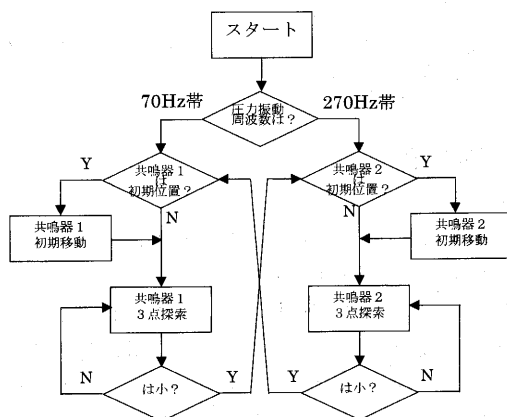 スタート
70Hz帯
圧力振動
周波数は?
270Hz帯
Y
共鳴器1
は
初期位置?
N
共鳴器2
は
初期位置?
Y
N
共鳴器1
初期移動
共鳴器2
初期移動
共鳴器1
3点探索
共鳴器2
3点探索
N
は小?
Y
Y
は小?
N